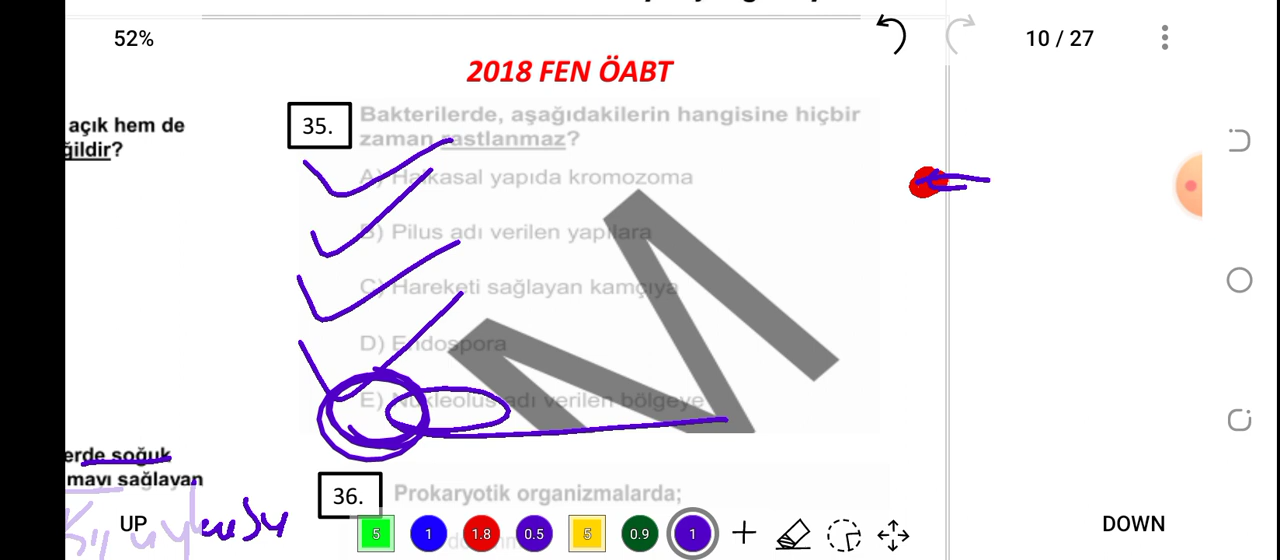 52%
10 / 27
2018 FEN ÖABT
açık hem de
ğildir?
35.
Bakterilerde, aşağıdakilerin hangisine hiçbir
zaman rastlanmaz?
A) Halkasal yapıda kromozoma
B) Pilus adı verilen yapılara
C) Hareketi sağlayan kamçıya
D) Endospora
E) Nükleolus adı verilen bölgeye
erde soğuk
mavı sağlayan
36.
Prokaryotik organizmalarda;
UP
5
1
1.8
0.5
5
0.9
1
DOWN